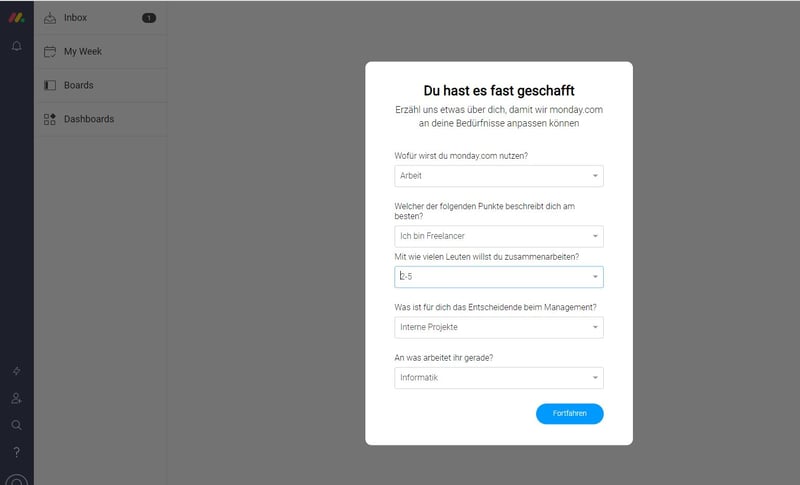 Inbox
1
My Week
Boards
Dashboards
Du hast es fast geschafft
Erzähl uns etwas über dich, damit wir monday.com
an deine Bedürfnisse anpassen können
Wofür wirst du monday.com nutzen?
Arbeit
Welcher der folgenden Punkte beschreibt dich am
besten?
Ich bin Freelancer
Mit wie vielen Leuten willst du zusammenarbeiten?
2-5
Was ist für dich das Entscheidende beim Management?
Interne Projekte
An was arbeitet ihr gerade?
Informatik
Fortfahren
?